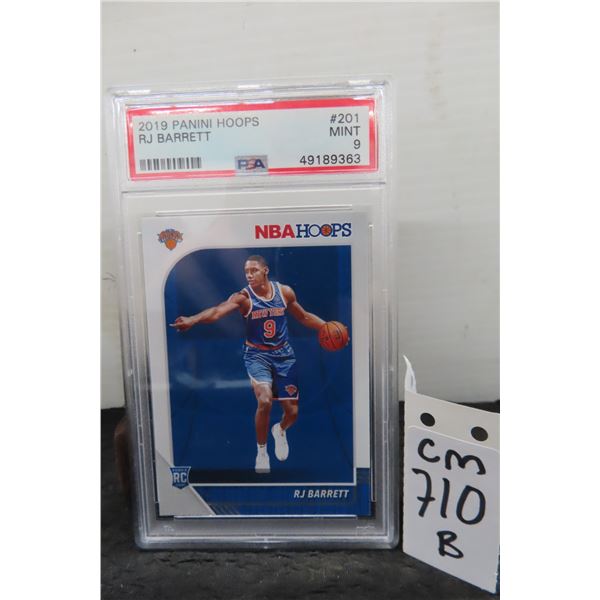 2019 PANINI HOOPS #201
RJ BARRETT MINT
9
PSA 49189363
NBA HOOPS
NEW YORK
9
RC
RJ BARRETT
CM
710
B